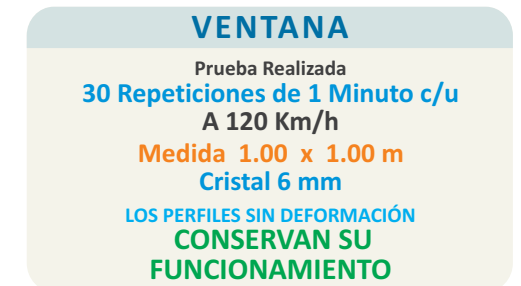 VENTANA
Prueba Realizada
30 Repeticiones de 1 Minuto c/u
A 120 Km/h
Medida 1.00 x 1.00 m
Cristal 6 mm
LOS PERFILES SIN DEFORMACIÓN
CONSERVAN SU
FUNCIONAMIENTO